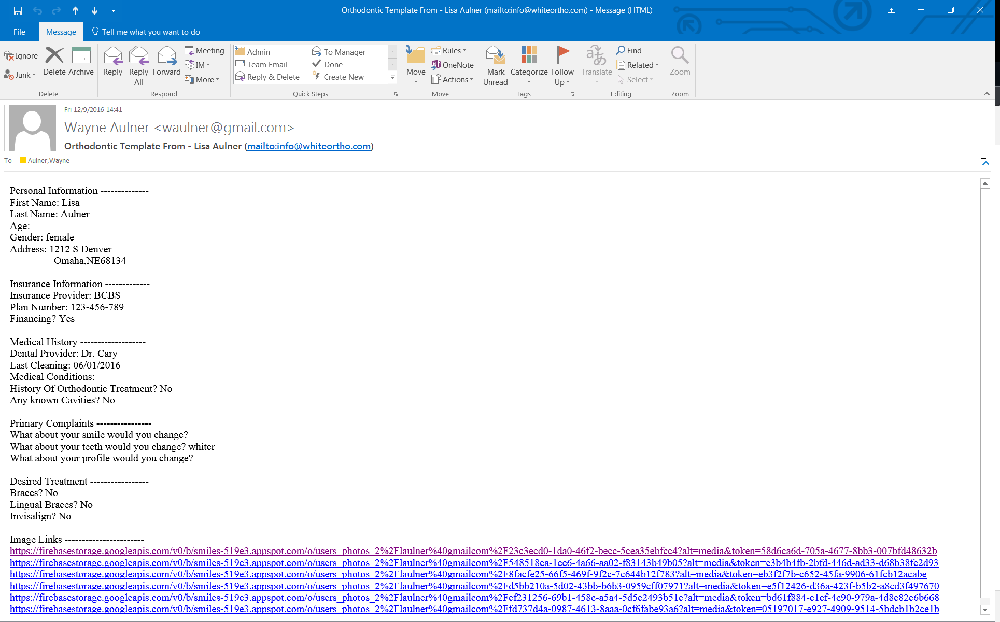 Orthodontic Template From - Lisa Aulner (mailto:info@whiteortho.com) - Message (HTML)
File Message Tell me what you want to do
Ignore
Junk
Delete Archive
Delete
Reply Reply All Forward
Meeting
IM
More
Respond
Admin To Manager
Team Email Done
Reply & Delete Create New
Quick Steps
Move
Rules
OneNote
Actions
Move
Mark Unread Categorize Follow Up
Tags
Translate
Find
Related
Select
Editing
Zoom
Zoom
Fri 12/9/2016 14:41
Wayne Aulner <waulner@gmail.com>
Orthodontic Template From - Lisa Aulner (mailto:info@whiteortho.com)
To Aulner,Wayne
Personal Information --------------
First Name: Lisa
Last Name: Aulner
Age:
Gender: female
Address: 1212 S Denver
Omaha,NE68134
Insurance Information -------------
Insurance Provider: BCBS
Plan Number: 123-456-789
Financing? Yes
Medical History -------------------
Dental Provider: Dr. Cary
Last Cleaning: 06/01/2016
Medical Conditions:
History Of Orthodontic Treatment? No
Any known Cavities? No
Primary Complaints ----------------
What about your smile would you change?
What about your teeth would you change? whiter
What about your profile would you change?
Desired Treatment -----------------
Braces? No
Lingual Braces? No
Invisalign? No
Image Links -----------------------
https://firebasestorage.googleapis.com/v0/b/smiles-519e3.appspot.com/o/users_photos_2%2Flaulner%40gmailcom%2F23c3ecd0-1da0-46f2-becc-5cea35ebfcc4?alt=media&token=58d6ca6d-705a-4677-8bb3-007bfd48632b
https://firebasestorage.googleapis.com/v0/b/smiles-519e3.appspot.com/o/users_photos_2%2Flaulner%40gmailcom%2F548518ea-1ee6-4a66-aa02-f83143b49b05?alt=media&token=e3b4b4fb-2bfd-446d-ad33-d68b38fc2d93
https://firebasestorage.googleapis.com/v0/b/smiles-519e3.appspot.com/o/users_photos_2%2Flaulner%40gmailcom%2F8facfe25-66f5-469f-9f2c-7c644b12f783?alt=media&token=eb3f2f7b-c652-45fa-9906-61fcb12acabe
https://firebasestorage.googleapis.com/v0/b/smiles-519e3.appspot.com/o/users_photos_2%2Flaulner%40gmailcom%2Fd5bb210a-5d02-43bb-b6b3-0959cff07971?alt=media&token=e5f12426-d36a-423f-b5b2-a8cd3f497670
https://firebasestorage.googleapis.com/v0/b/smiles-519e3.appspot.com/o/users_photos_2%2Flaulner%40gmailcom%2Fef231256-69b1-458c-a5a4-5d5c2493b51e?alt=media&token=bd61f884-c1ef-4c90-979a-4d8e82c6b668
https://firebasestorage.googleapis.com/v0/b/smiles-519e3.appspot.com/o/users_photos_2%2Flaulner%40gmailcom%2Ffd737d4a-0987-4613-8aaa-0cf6fabe93a6?alt=media&token=05197017-e927-4909-9514-5bdcb1b2ce1b